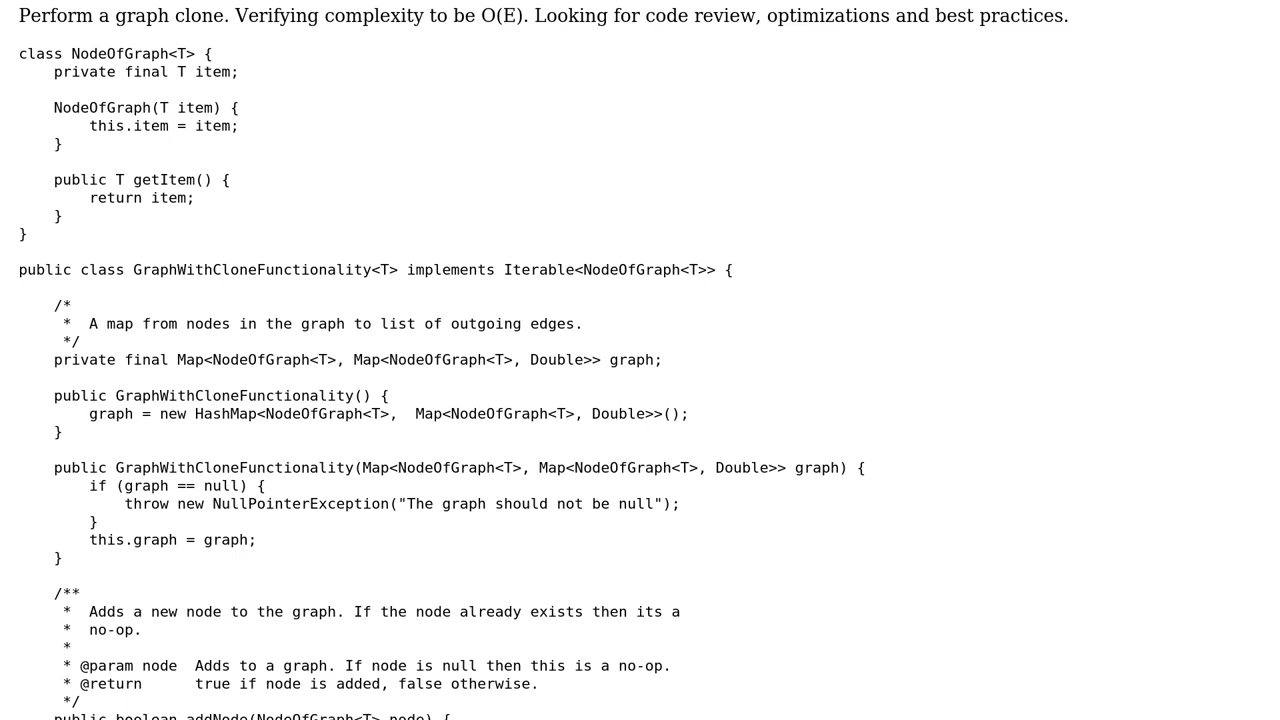 Perform a graph clone. Verifying complexity to be O(E). Looking for code review, optimizations and best practices.
class NodeOfGraph<T> {
    private final T item;

    NodeOfGraph(T item) {
        this.item = item;
    }

    public T getItem() {
        return item;
    }
}

public class GraphWithCloneFunctionality<T> implements Iterable<NodeOfGraph<T>> {

    /*
     *  A map from nodes in the graph to list of outgoing edges.
     */
    private final Map<NodeOfGraph<T>, Map<NodeOfGraph<T>, Double>> graph;

    public GraphWithCloneFunctionality() {
        graph = new HashMap<NodeOfGraph<T>,  Map<NodeOfGraph<T>, Double>>();
    }

    public GraphWithCloneFunctionality(Map<NodeOfGraph<T>, Map<NodeOfGraph<T>, Double>> graph) {
        if (graph == null) {
            throw new NullPointerException("The graph should not be null");
        }
        this.graph = graph;
    }

    /**
     *  Adds a new node to the graph. If the node already exists then its a
     *  no-op.
     *
     * @param node  Adds to a graph. If node is null then this is a no-op.
     * @return      true if node is added, false otherwise.
     */
    public boolean addNode(NodeOfGraph<T> node) {